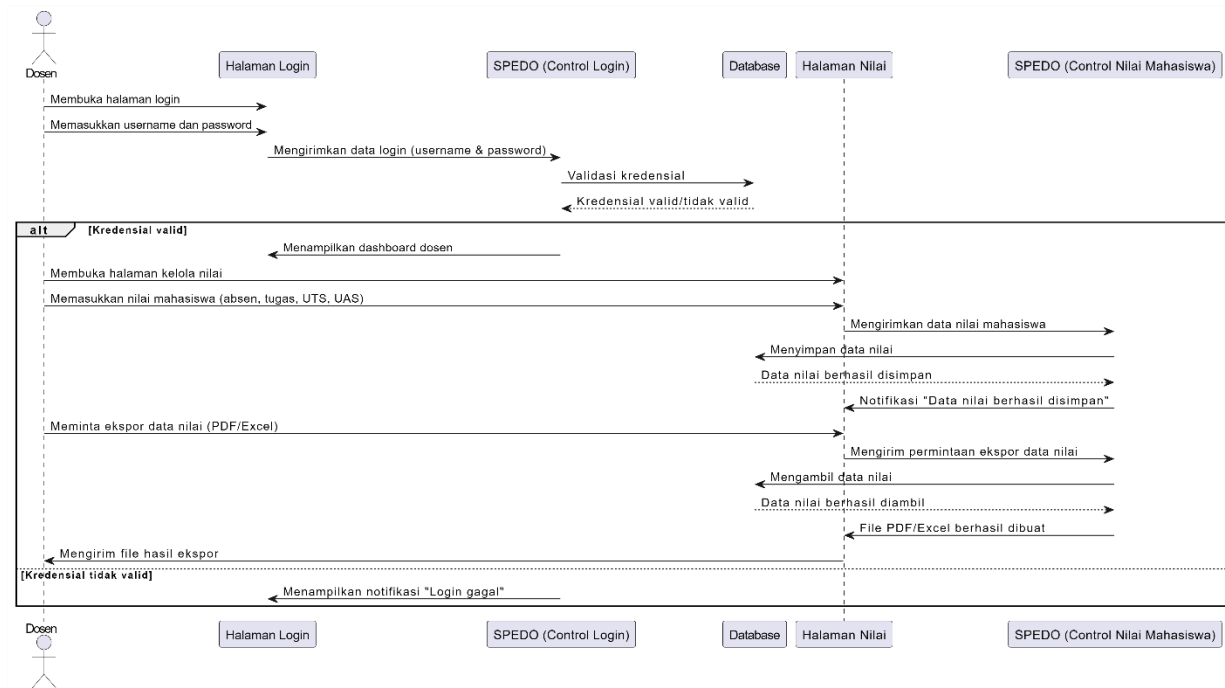 Dosen
Halaman Login
SPEDO (Control Login)
Database
Halaman Nilai
SPEDO (Control Nilai Mahasiswa)
Membuka halaman login
Memasukkan username dan password
Mengirimkan data login (username & password)
Validasi kredensial
Kredensial valid/tidak valid
alt [Kredensial valid]
Menampilkan dashboard dosen
Membuka halaman kelola nilai
Memasukkan nilai mahasiswa (absen, tugas, UTS, UAS)
Mengirimkan data nilai mahasiswa
Menyimpan data nilai
Data nilai berhasil disimpan
Notifikasi "Data nilai berhasil disimpan"
Meminta ekspor data nilai (PDF/Excel)
Mengirim permintaan ekspor data nilai
Mengambil data nilai
Data nilai berhasil diambil
File PDF/Excel berhasil dibuat
Mengirim file hasil ekspor
[Kredensial tidak valid]
Menampilkan notifikasi "Login gagal"
Dosen
Halaman Login
SPEDO (Control Login)
Database
Halaman Nilai
SPEDO (Control Nilai Mahasiswa)